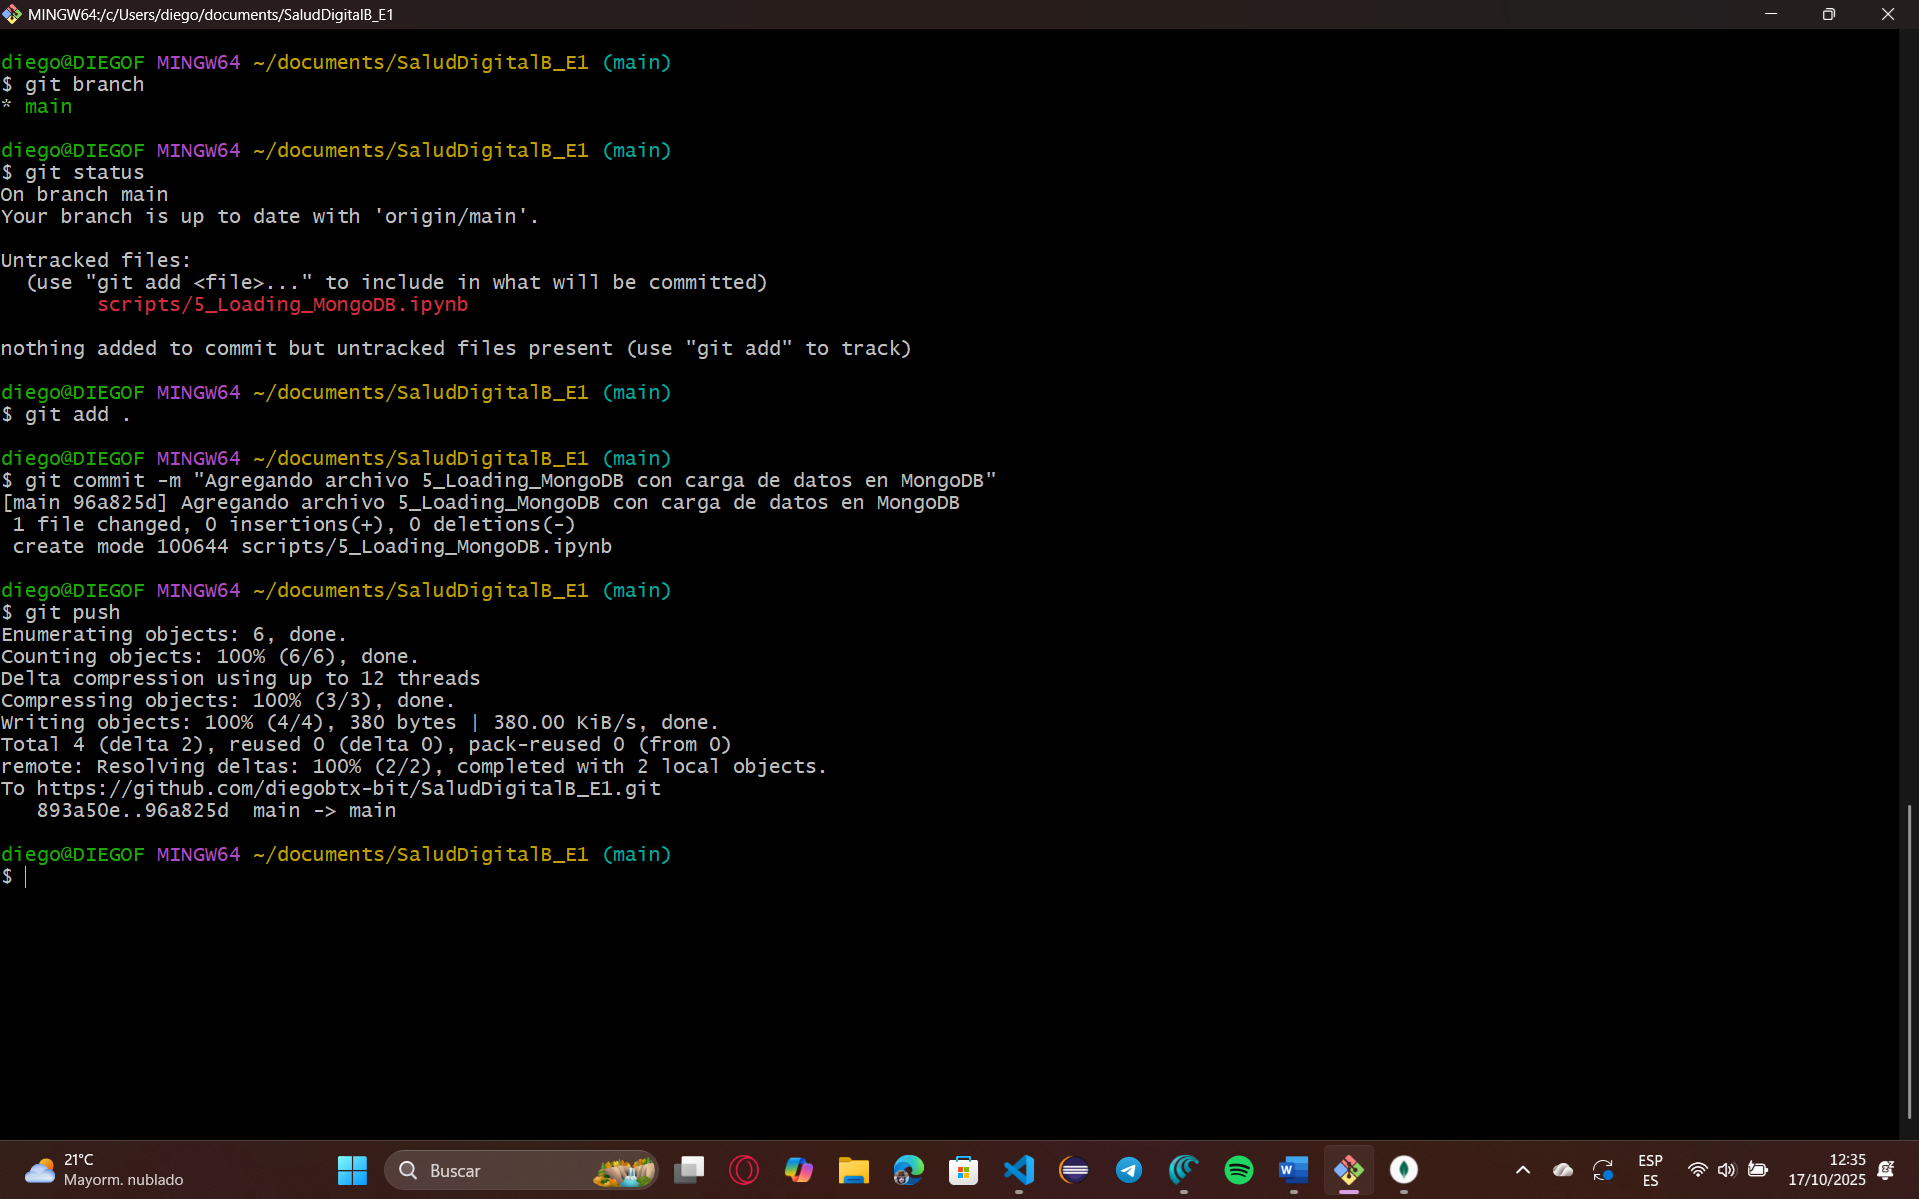 MINGW64:/c/Users/diego/documents/SaludDigitalB_E1
diego@DIEGOF MINGW64 ~/documents/SaludDigitalB_E1 (main)
$ git branch
* main
diego@DIEGOF MINGW64 ~/documents/SaludDigitalB_E1 (main)
$ git status
On branch main
Your branch is up to date with 'origin/main'.
Untracked files:
  (use "git add <file>..." to include in what will be committed)
        scripts/5_Loading_MongoDB.ipynb
nothing added to commit but untracked files present (use "git add" to track)
diego@DIEGOF MINGW64 ~/documents/SaludDigitalB_E1 (main)
$ git add .
diego@DIEGOF MINGW64 ~/documents/SaludDigitalB_E1 (main)
$ git commit -m "Agregando archivo 5_Loading_MongoDB con carga de datos en MongoDB"
[main 96a825d] Agregando archivo 5_Loading_MongoDB con carga de datos en MongoDB
 1 file changed, 0 insertions(+), 0 deletions(-)
 create mode 100644 scripts/5_Loading_MongoDB.ipynb
diego@DIEGOF MINGW64 ~/documents/SaludDigitalB_E1 (main)
$ git push
Enumerating objects: 6, done.
Counting objects: 100% (6/6), done.
Delta compression using up to 12 threads
Compressing objects: 100% (3/3), done.
Writing objects: 100% (4/4), 380 bytes | 380.00 KiB/s, done.
Total 4 (delta 2), reused 0 (delta 0), pack-reused 0 (from 0)
remote: Resolving deltas: 100% (2/2), completed with 2 local objects.
To https://github.com/diegobtx-bit/SaludDigitalB_E1.git
   893a50e..96a825d  main -> main
diego@DIEGOF MINGW64 ~/documents/SaludDigitalB_E1 (main)
$
21°C
Mayorm. nublado
Buscar
ESP
ES
12:35
17/10/2025